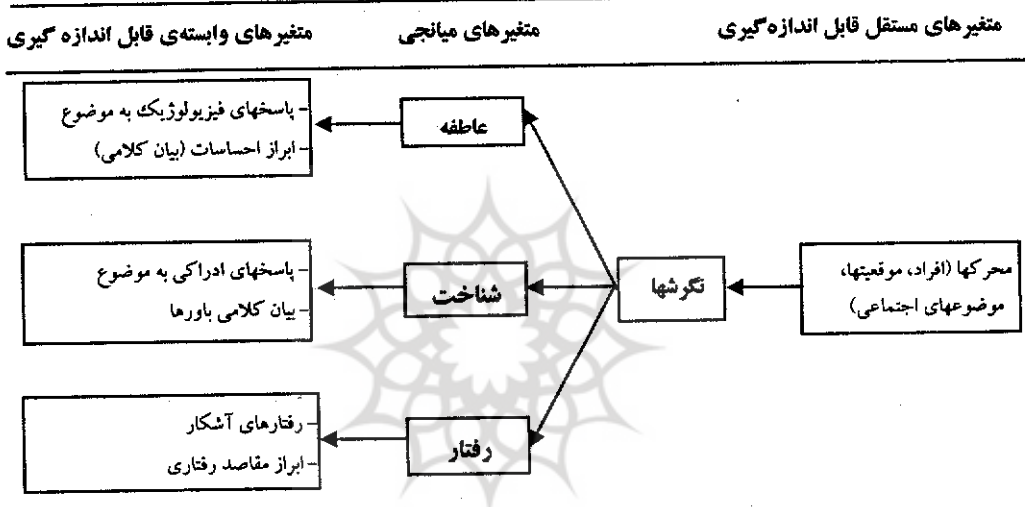 متغیرهای مستقل قابل اندازه‌گیری
متغیرهای میانجی
متغیرهای وابسته‌ی قابل اندازه گیری
محرکها (افراد، موقعیتها،
موضوعهای اجتماعی)
نگرشها
عاطفه
- پاسخهای فیزیولوژیک به موضوع
- ابراز احساسات (بیان کلامی)
شناخت
- پاسخهای ادراکی به موضوع
- بیان کلامی باورها
رفتار
- رفتارهای آشکار
- ابراز مقاصد رفتاری